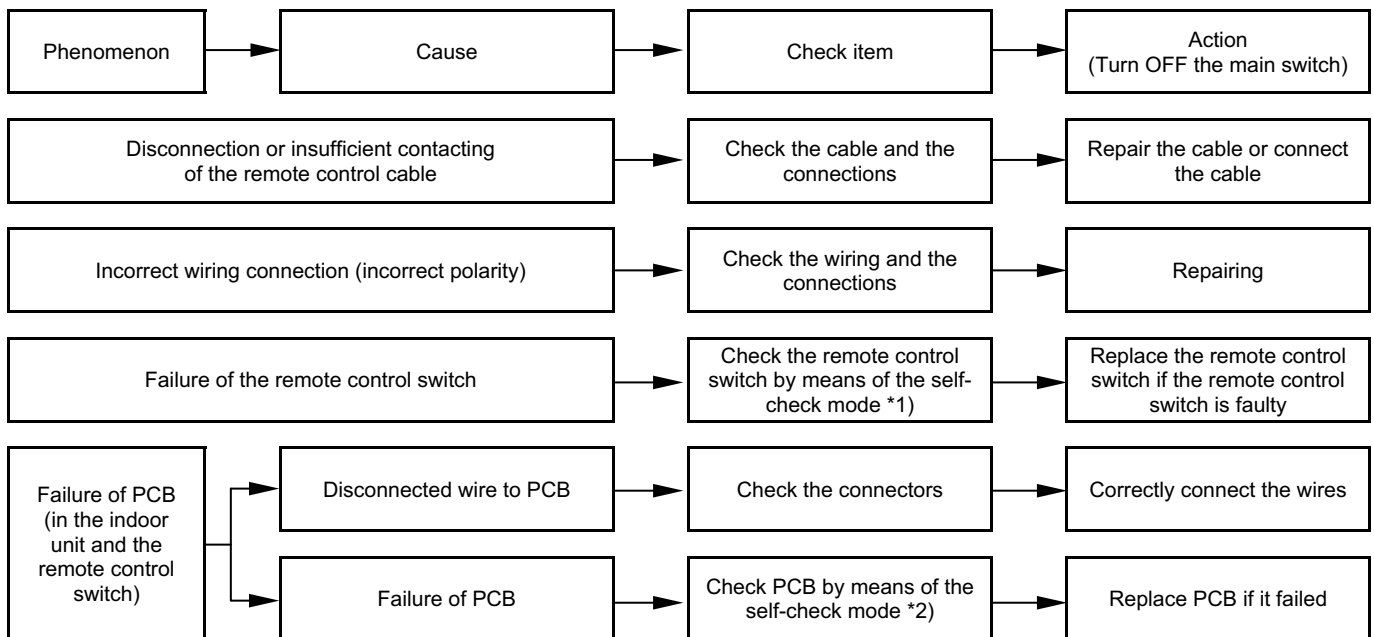 Phenomenon
Cause
Check item
Action
(Turn OFF the main switch)
Disconnection or insufficient contacting
of the remote control cable
Check the cable and the
connections
Repair the cable or connect
the cable
Incorrect wiring connection (incorrect polarity)
Check the wiring and the
connections
Repairing
Failure of the remote control switch
Check the remote control
switch by means of the self-
check mode *1)
Replace the remote control
switch if the remote control
switch is faulty
Failure of PCB
(in the indoor
unit and the
remote control
switch)
Disconnected wire to PCB
Check the connectors
Correctly connect the wires
Failure of PCB
Check PCB by means of the
self-check mode *2)
Replace PCB if it failed